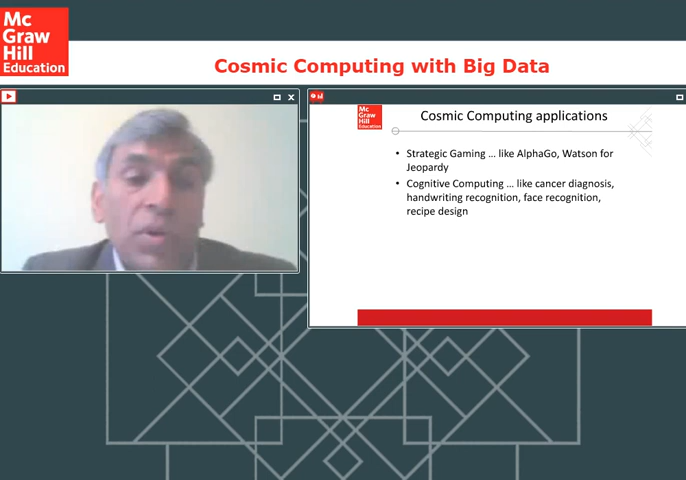 Mc
Graw
Hill
Education
Cosmic Computing with Big Data
Mc
Graw
Hill
Education
Cosmic Computing applications
• Strategic Gaming … like AlphaGo, Watson for
Jeopardy
• Cognitive Computing … like cancer diagnosis,
handwriting recognition, face recognition,
recipe design